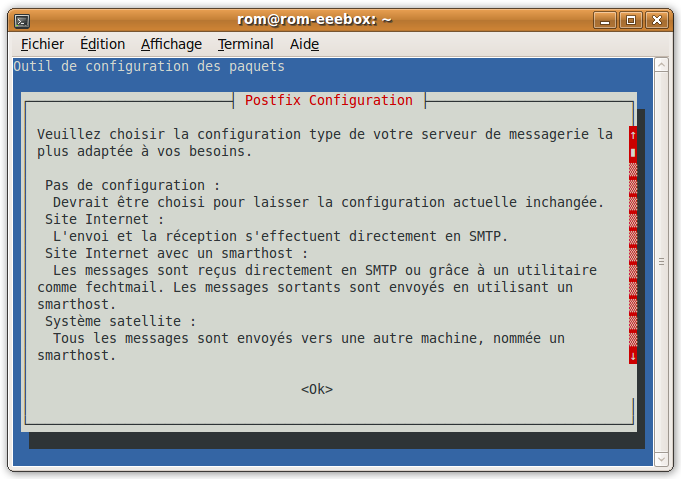 rom@rom-eeebox: ~
Fichier Édition Affichage Terminal Aide
Outil de configuration des paquets
Postfix Configuration
Veuillez choisir la configuration type de votre serveur de messagerie la
plus adaptée à vos besoins.
Pas de configuration :
Devrait être choisi pour laisser la configuration actuelle inchangée.
Site Internet :
L'envoi et la réception s'effectuent directement en SMTP.
Site Internet avec un smarthost :
Les messages sont reçus directement en SMTP ou grâce à un utilitaire
comme fechtmail. Les messages sortants sont envoyés en utilisant un
smarthost.
Système satellite :
Tous les messages sont envoyés vers une autre machine, nommée un
smarthost.
<Ok>